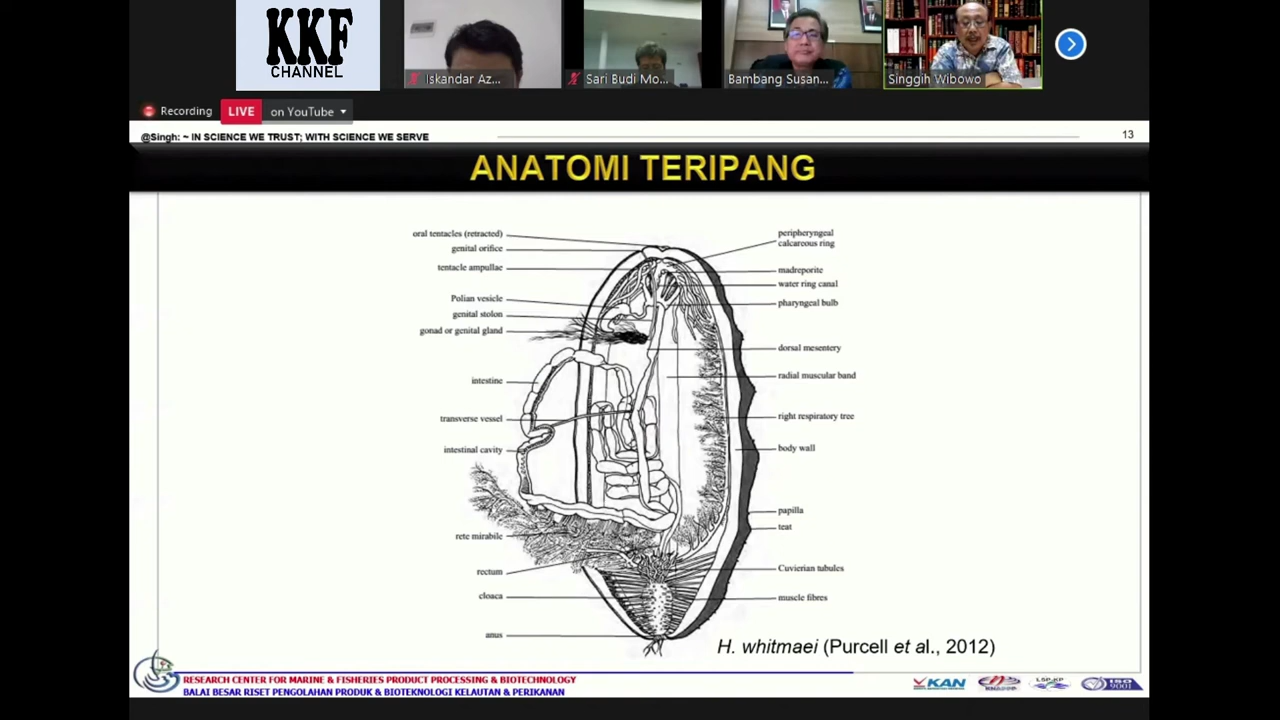 KKF
CHANNEL
Iskandar Az...
Sari Budi Mo...
Bambang Susan...
Singgih Wibowo
Recording
LIVE
on YouTube
@Singh: ~ IN SCIENCE WE TRUST; WITH SCIENCE WE SERVE
13
ANATOMI TERIPANG
oral tentacles (retracted)
genital orifice
tentacle ampullae
Polian vesicle
genital stolon
gonad or genital gland
intestine
transverse vessel
intestinal cavity
rete mirabile
rectum
cloaca
anus
peripheryngeal
calcareous ring
madreporite
water ring canal
pharyngeal bulb
dorsal mesentery
radial muscular band
right respiratory tree
body wall
papilla
teat
Cuvierian tubules
muscle fibres
H. whitmaei (Purcell et al., 2012)
RESEARCH CENTER FOR MARINE & FISHERIES PRODUCT PROCESSING & BIOTECHNOLOGY
BALAI BESAR RISET PENGOLAHAN PRODUK & BIOTEKNOLOGI KELAUTAN & PERIKANAN
KAN
LSP-KP
ISO
9001